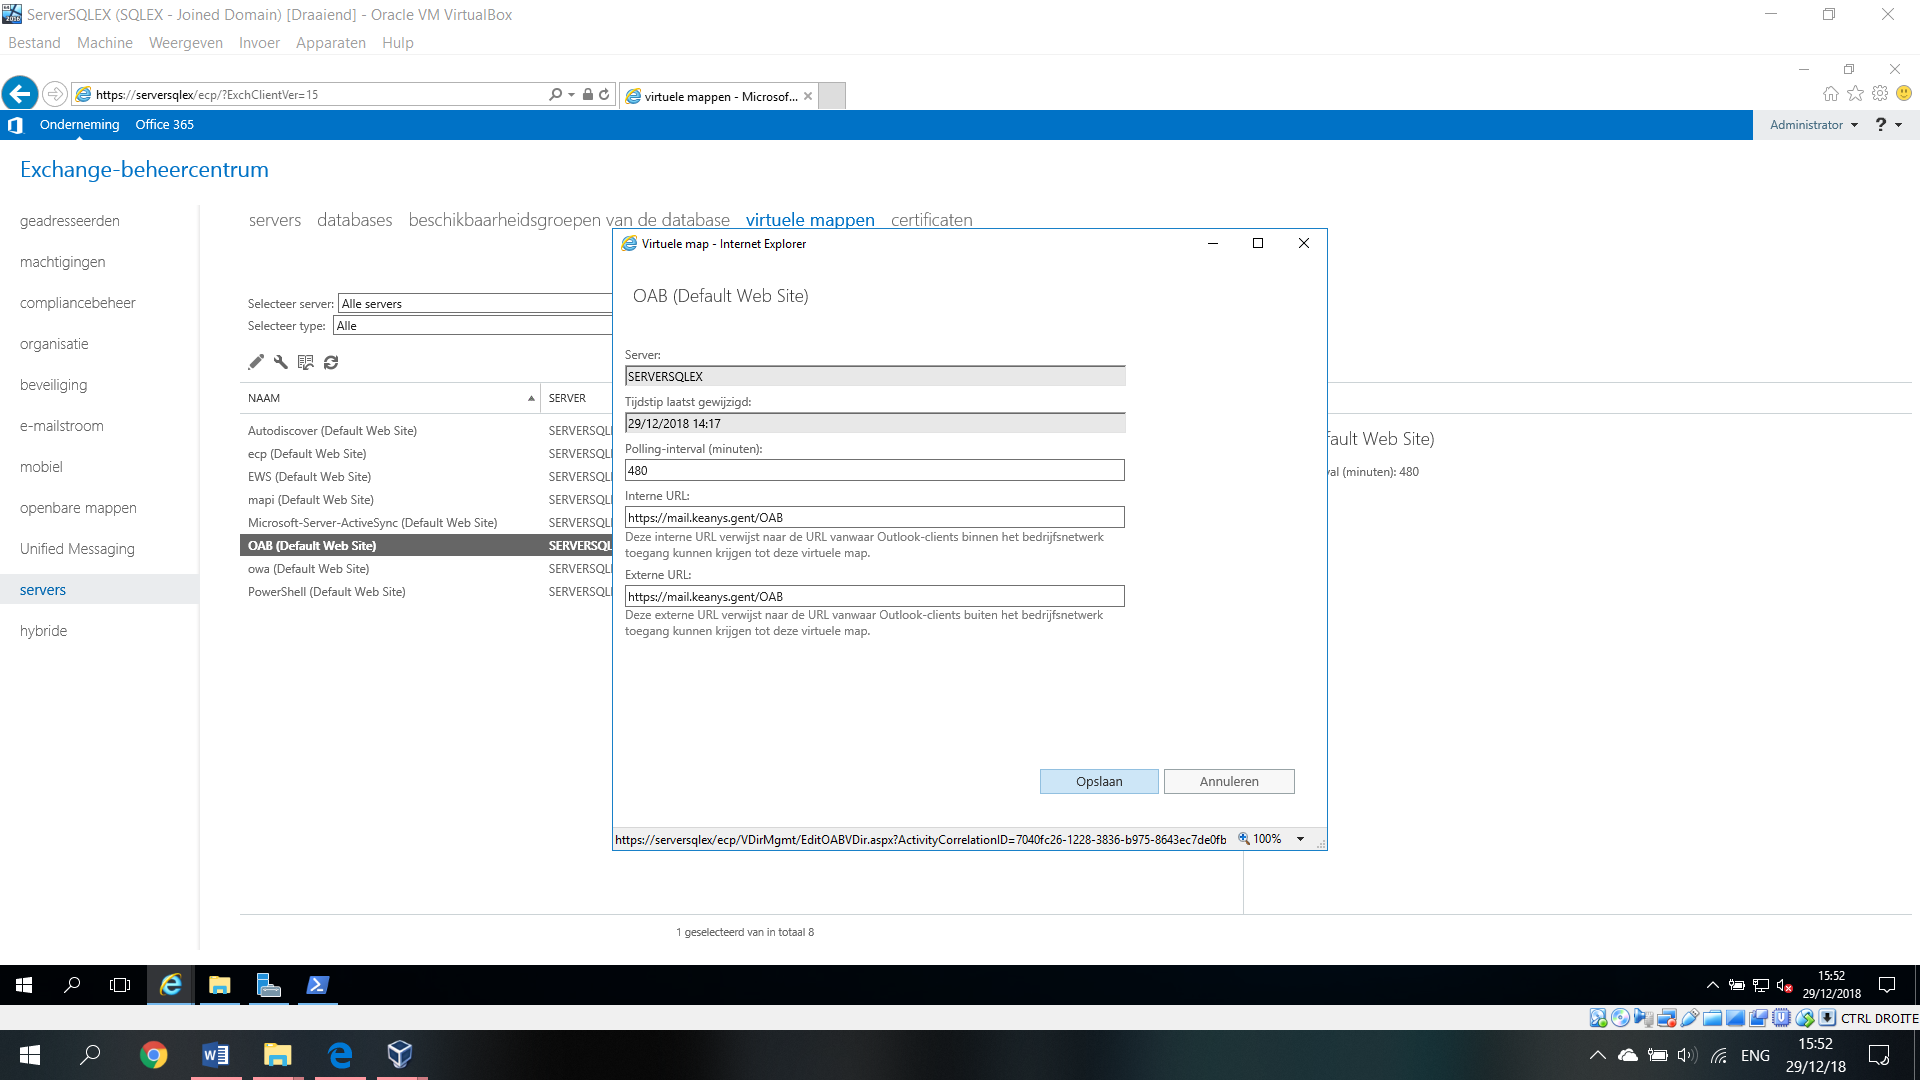 ServerSQLEX (SQLEX - Joined Domain) [Draaiend] - Oracle VM VirtualBox
Bestand Machine Weergeven Invoer Apparaten Hulp
https://serversqlex/ecp/?ExchClientVer=15
virtuele mappen - Microsof...
Onderneming Office 365
Administrator ?
Exchange-beheercentrum
geadresseerden
machtigingen
compliancebeheer
organisatie
beveiliging
e-mailstroom
mobiel
openbare mappen
Unified Messaging
servers
hybride
servers databases beschikbaarheidsgroepen van de database virtuele mappen certificaten
Selecteer server: Alle servers
Selecteer type: Alle
NAAM SERVER
Autodiscover (Default Web Site) SERVERSQLE
ecp (Default Web Site) SERVERSQLE
EWS (Default Web Site) SERVERSQLE
mapi (Default Web Site) SERVERSQLE
Microsoft-Server-ActiveSync (Default Web Site) SERVERSQLE
OAB (Default Web Site) SERVERSQL
owa (Default Web Site) SERVERSQLE
PowerShell (Default Web Site) SERVERSQLE
fault Web Site)
val (minuten): 480
1 geselecteerd van in totaal 8
Virtuele map - Internet Explorer
OAB (Default Web Site)
Server:
SERVERSQLEX
Tijdstip laatst gewijzigd:
29/12/2018 14:17
Polling-interval (minuten):
480
Interne URL:
https://mail.keanys.gent/OAB
Deze interne URL verwijst naar de URL vanwaar Outlook-clients binnen het bedrijfsnetwerk
toegang kunnen krijgen tot deze virtuele map.
Externe URL:
https://mail.keanys.gent/OAB
Deze externe URL verwijst naar de URL vanwaar Outlook-clients buiten het bedrijfsnetwerk
toegang kunnen krijgen tot deze virtuele map.
Opslaan Annuleren
https://serversqlex/ecp/VDirMgmt/EditOABVDir.aspx?ActivityCorrelationID=7040fc26-1228-3836-b975-8643ec7de0fb 100%
15:52
29/12/2018
CTRL DROITE
ENG
15:52
29/12/18